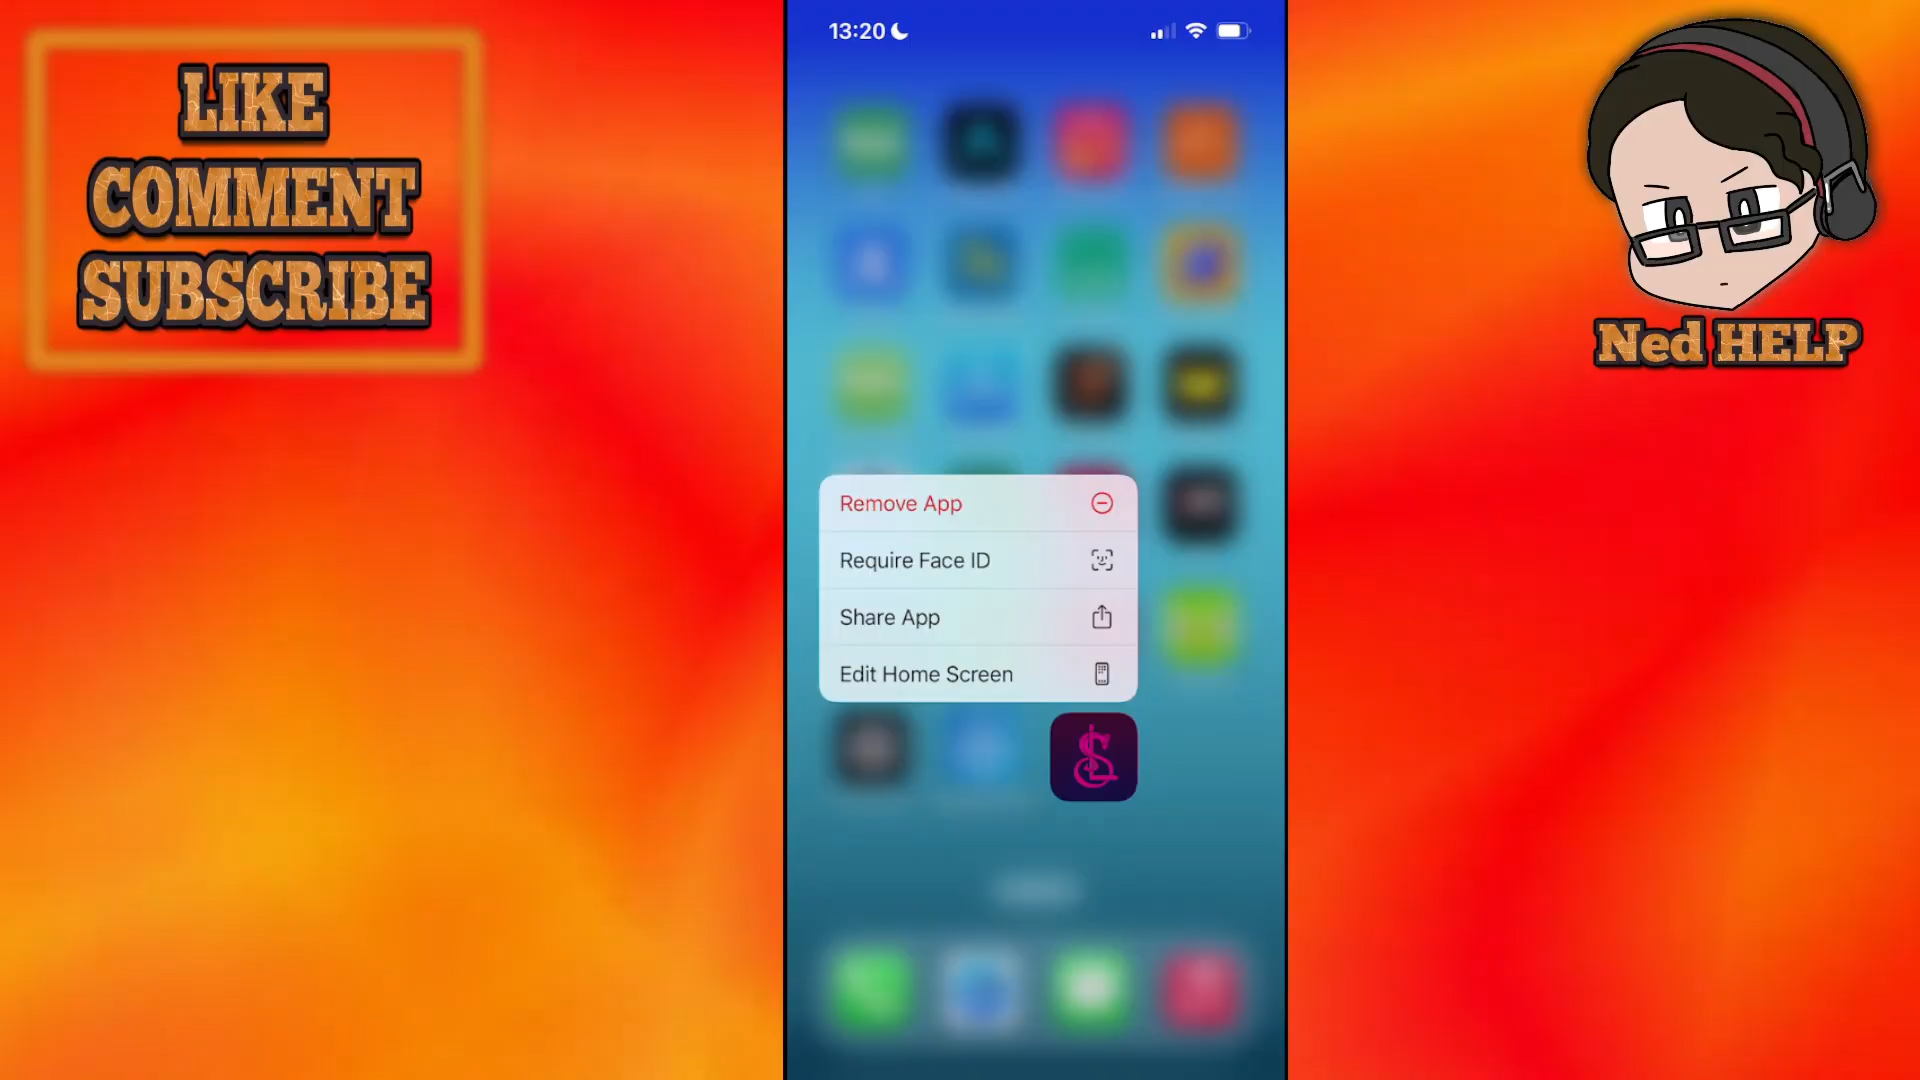 LIKE
COMMENT
SUBSCRIBE
13:20
Remove App
Require Face ID
Share App
Edit Home Screen
Ned HELP